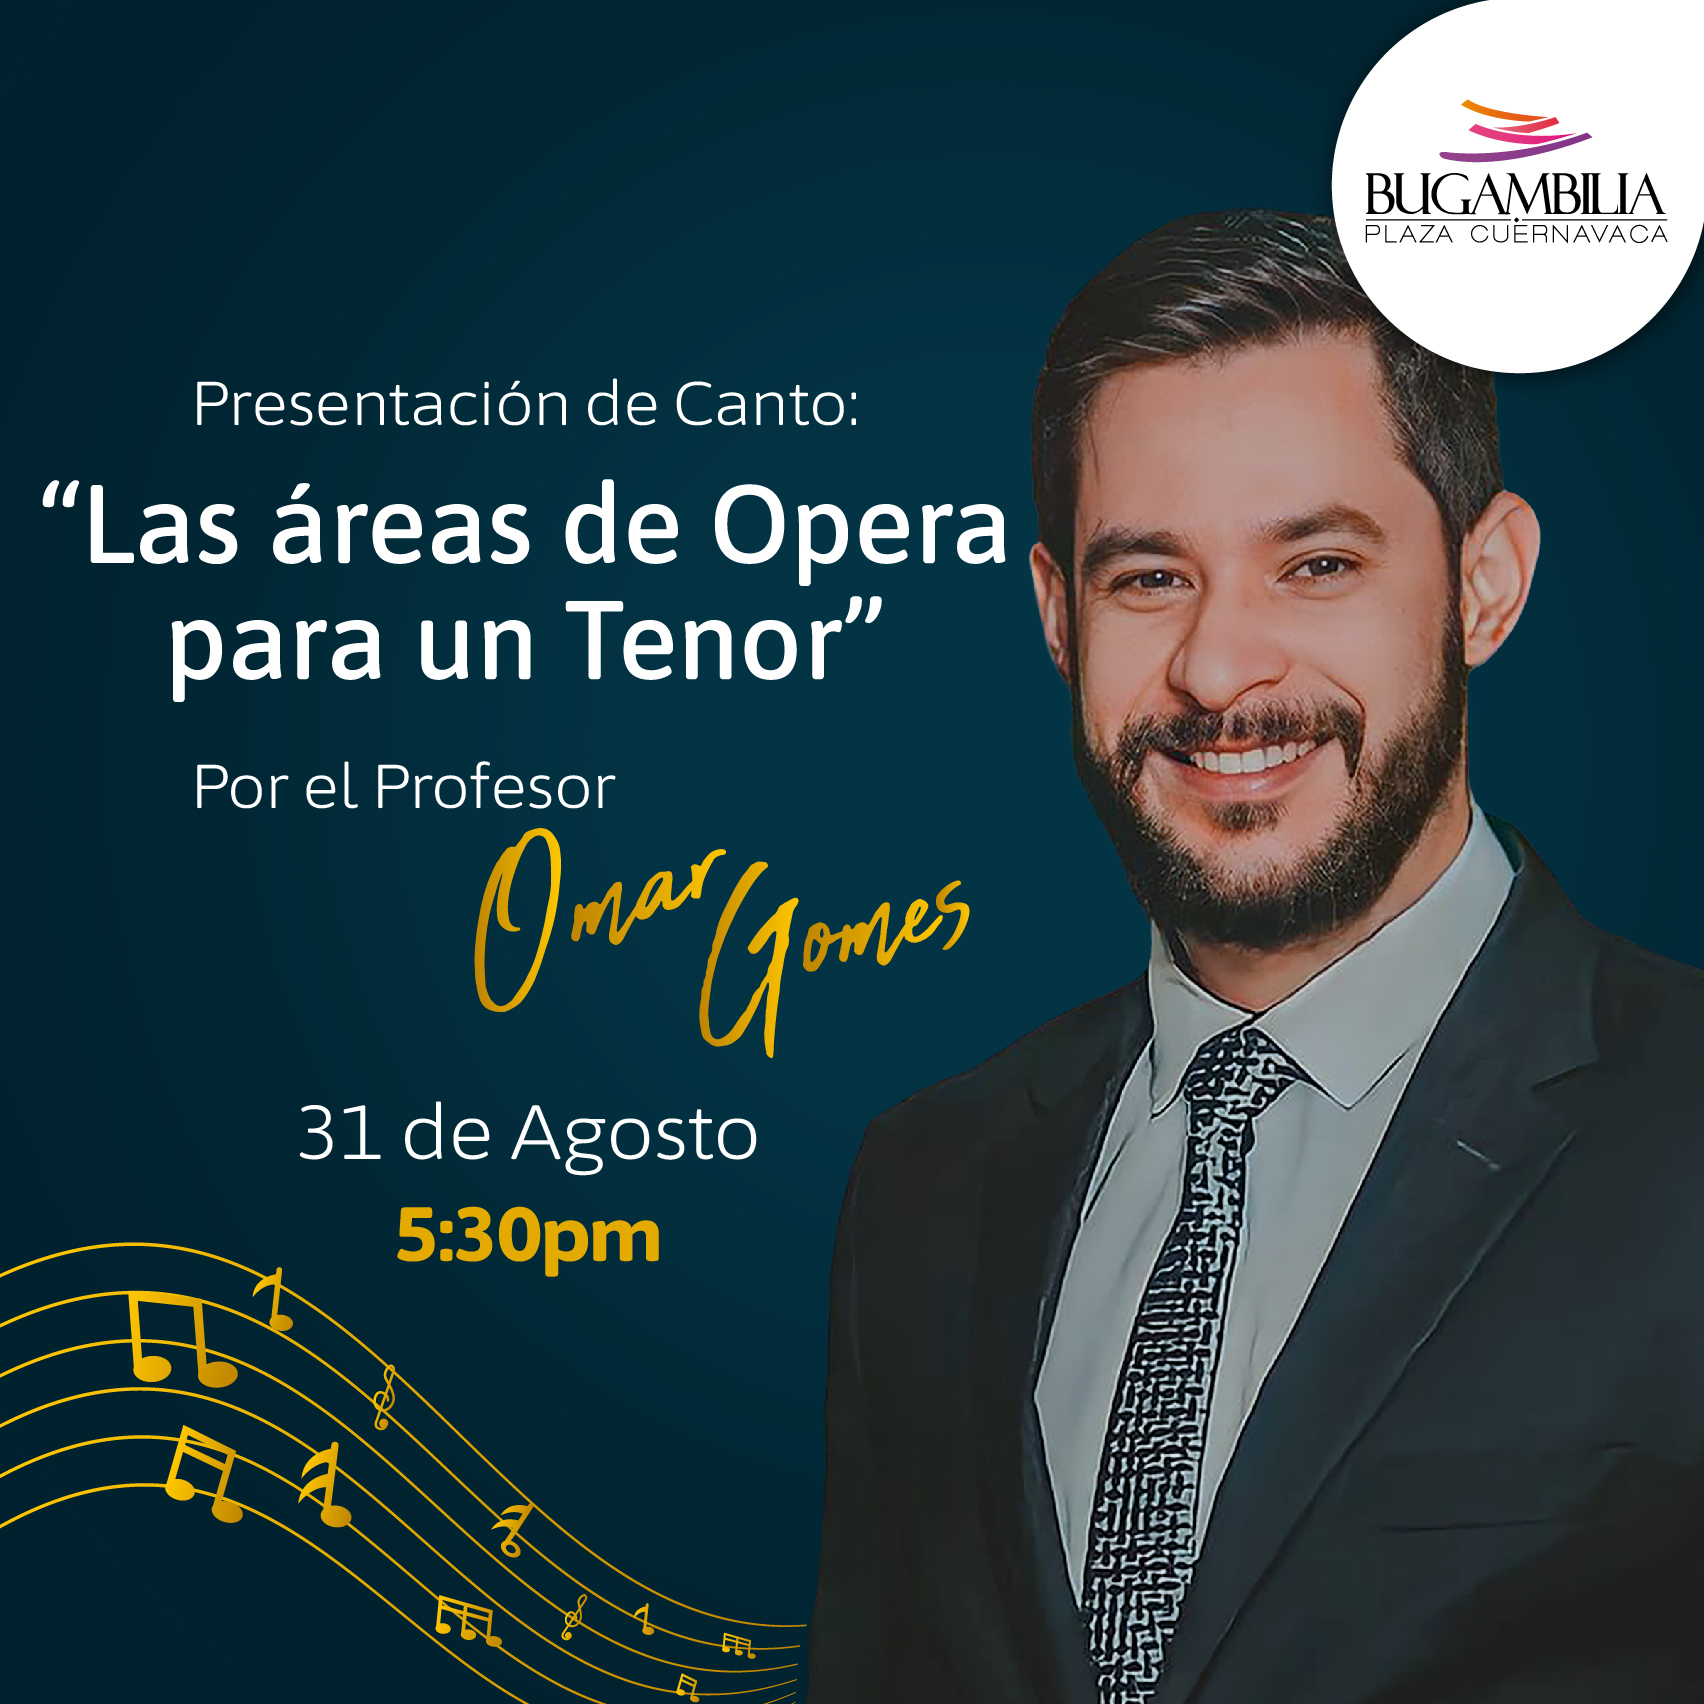 BUGAMBILIA
PLAZA CUERNAVACA
Presentación de Canto:
“Las áreas de Opera
para un Tenor”
Por el Profesor
Omar Gomes
31 de Agosto
5:30pm